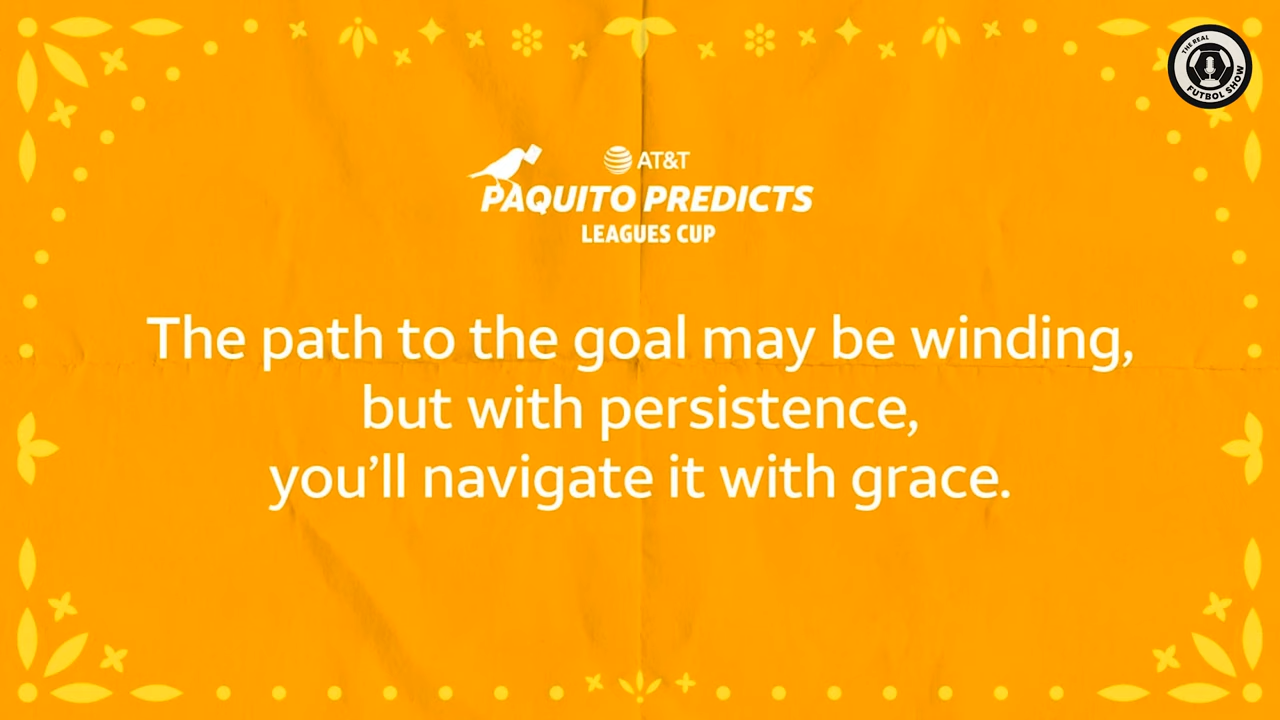 THE REAL
FUTBOL SHOW
AT&T
PAQUITO PREDICTS
LEAGUES CUP
The path to the goal may be winding,
but with persistence,
you’ll navigate it with grace.